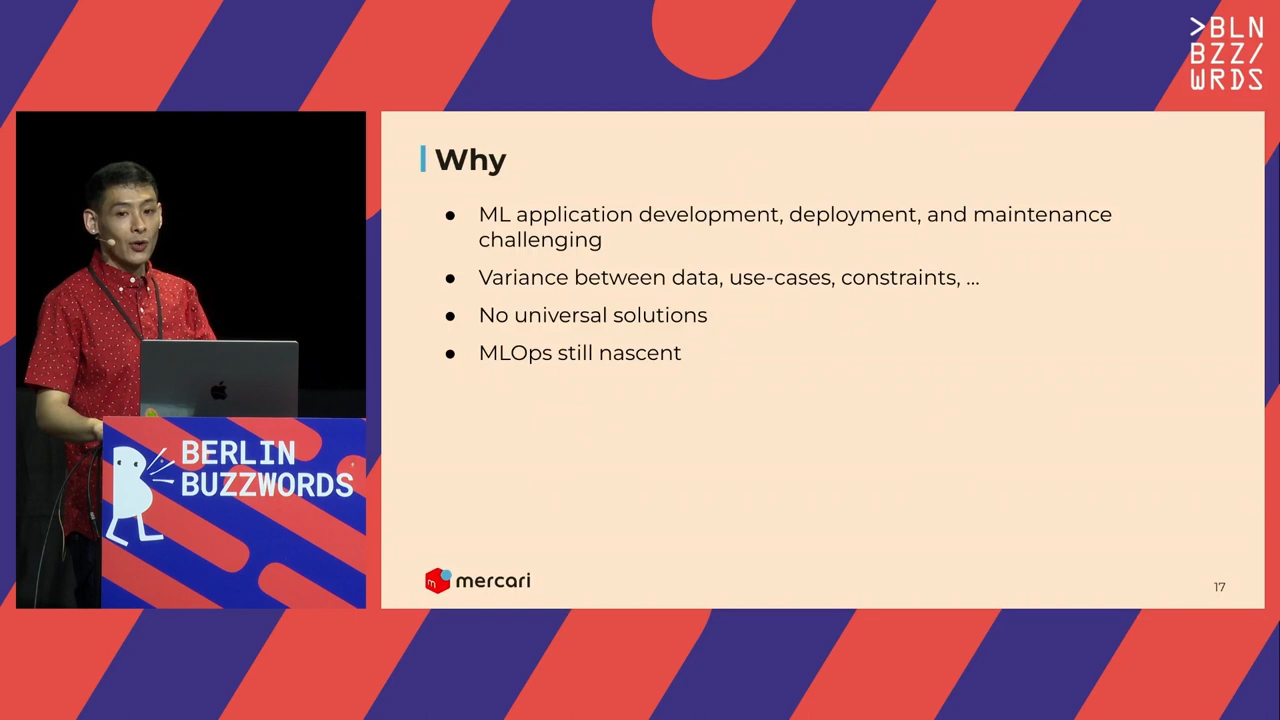 >BLN
BZZ/
WRDS
Why
● ML application development, deployment, and maintenance
challenging
● Variance between data, use-cases, constraints, ...
● No universal solutions
● MLOps still nascent
BERLIN
BUZZWORDS
m mercari
17